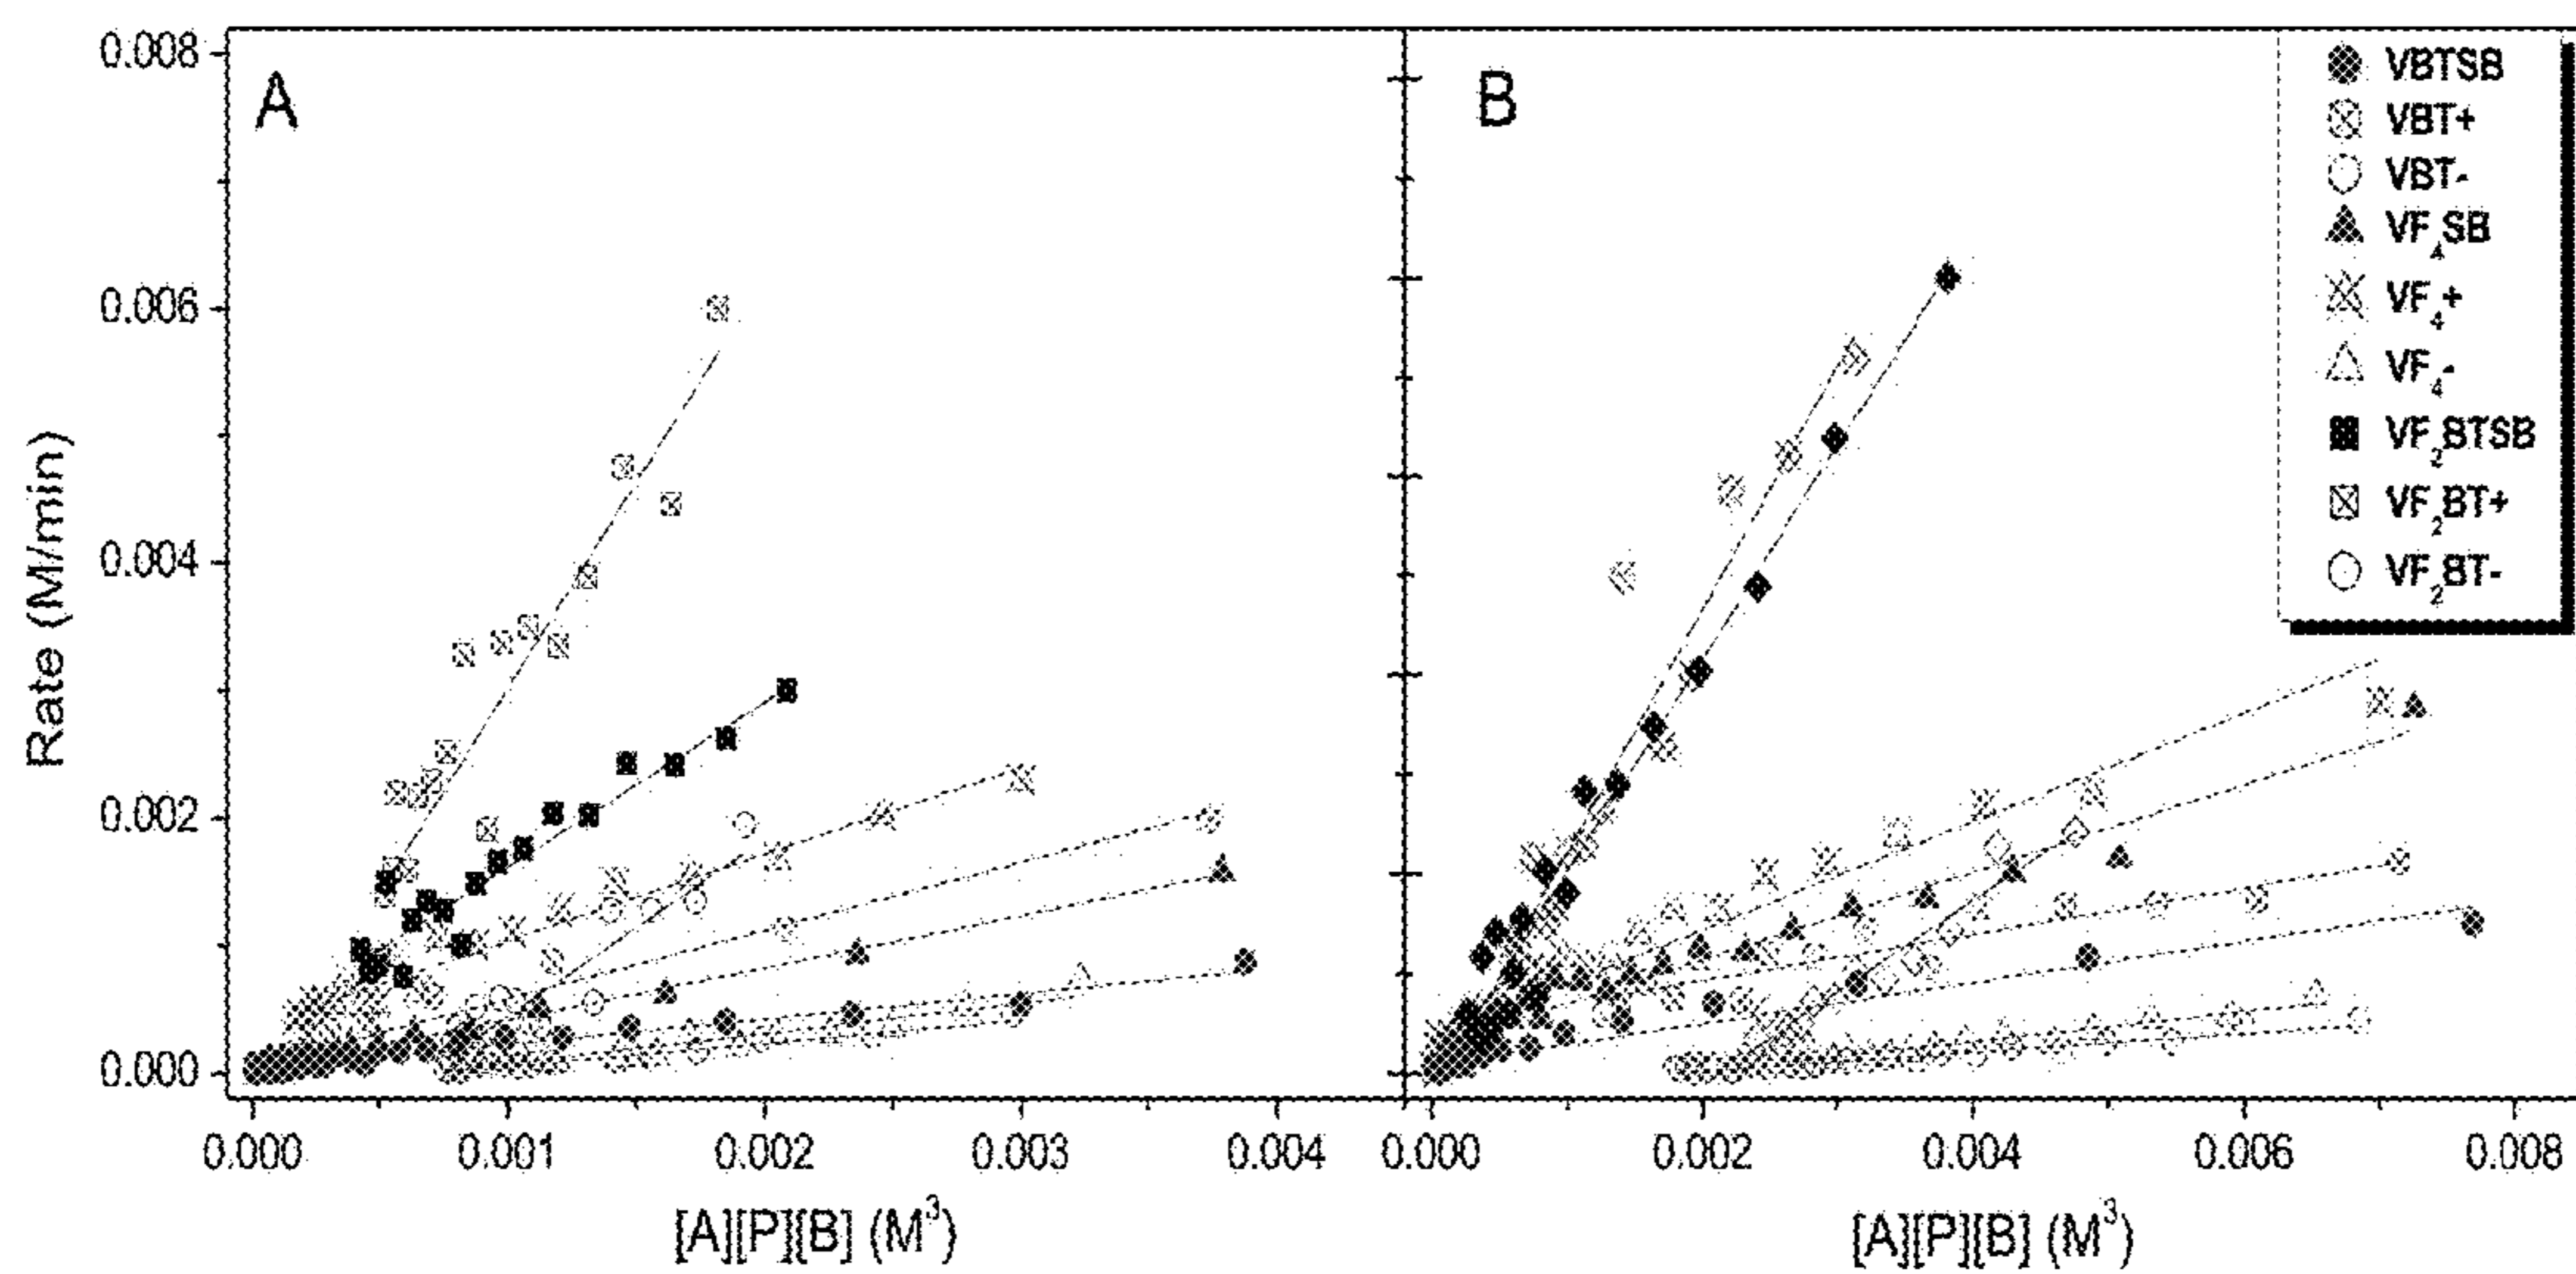 A
B
Rate (M/min)
0.008
0.006
0.004
0.002
0.000
0.000 0.001 0.002 0.003 0.004
[A][P][B] (M³)
0.000 0.002 0.004 0.006 0.008
[A][P][B] (M³)
VBTSB
VBT+
VBT-
VF₄SB
VF₄+
VF₄-
VF₂BTSB
VF₂BT+
VF₂BT-